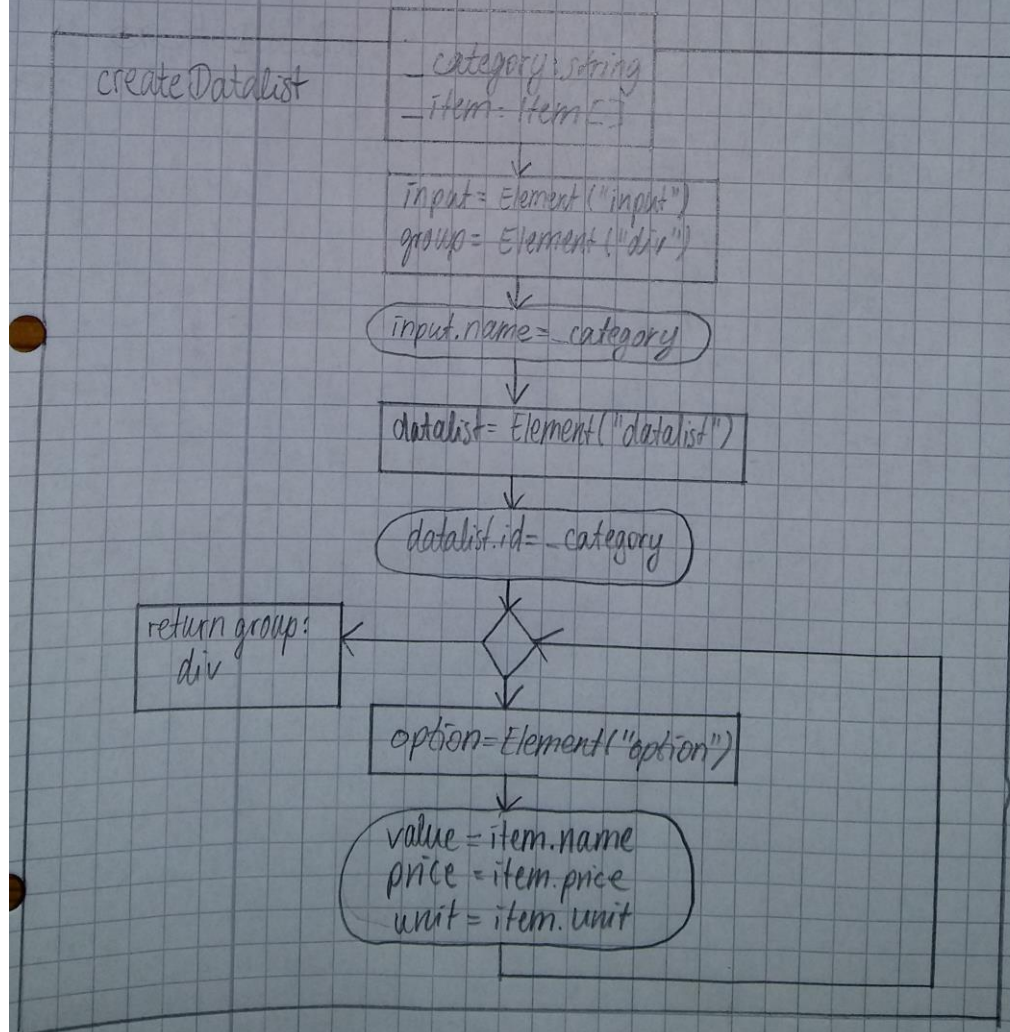 createDatalist
_category: string
_item: Item[]
input= Element("input")
group= Element("div")
input.name=_category
datalist= Element("datalist")
datalist.id=_category
return group:
div
option=Element("option")
value = item.name
price = item.price
unit = item.unit